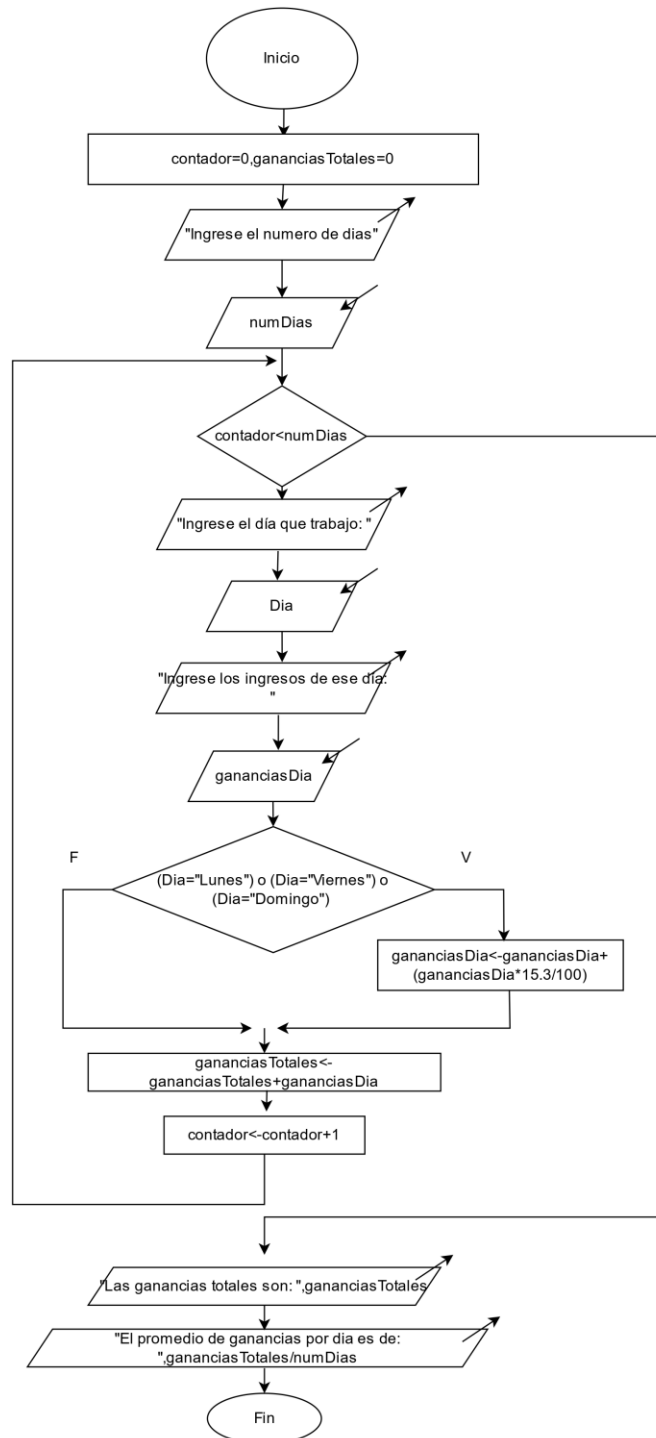 Inicio
contador=0,gananciasTotales=0
"Ingrese el numero de dias"
numDias
contador<numDias
"Ingrese el día que trabajo: "
Dia
"Ingrese los ingresos de ese día:
"
gananciasDia
F
V
(Dia="Lunes") o (Dia="Viernes") o
(Dia="Domingo")
gananciasDia<-gananciasDia+
(gananciasDia*15.3/100)
gananciasTotales<-
gananciasTotales+gananciasDia
contador<-contador+1
"Las ganancias totales son: ",gananciasTotales
"El promedio de ganancias por dia es de:
",gananciasTotales/numDias
Fin